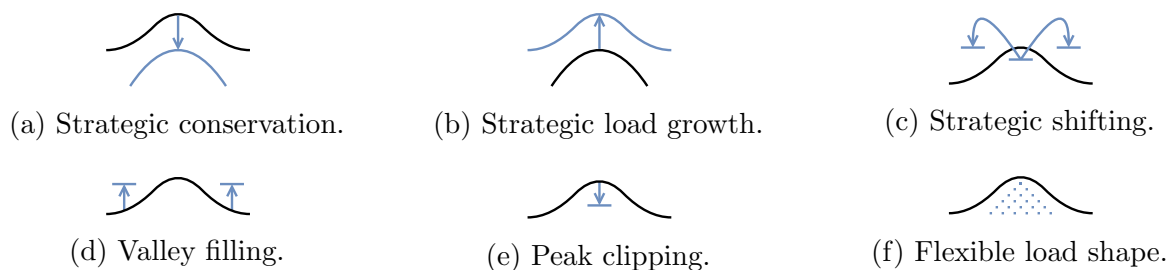 (a) Strategic conservation.
(b) Strategic load growth.
(c) Strategic shifting.
(d) Valley filling.
(e) Peak clipping.
(f) Flexible load shape.